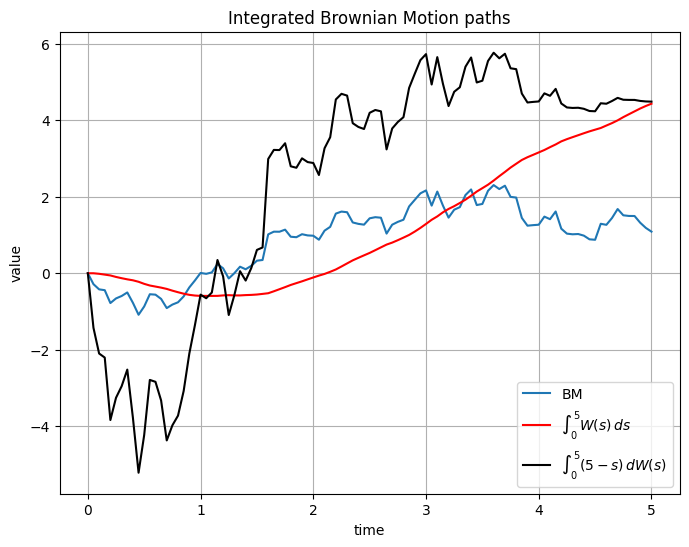 Integrated Brownian Motion paths
value
6
4
2
0
−2
−4
0 1 2 3 4 5
time
BM
∫₀⁵ W(s) ds
∫₀⁵ (5 − s) dW(s)